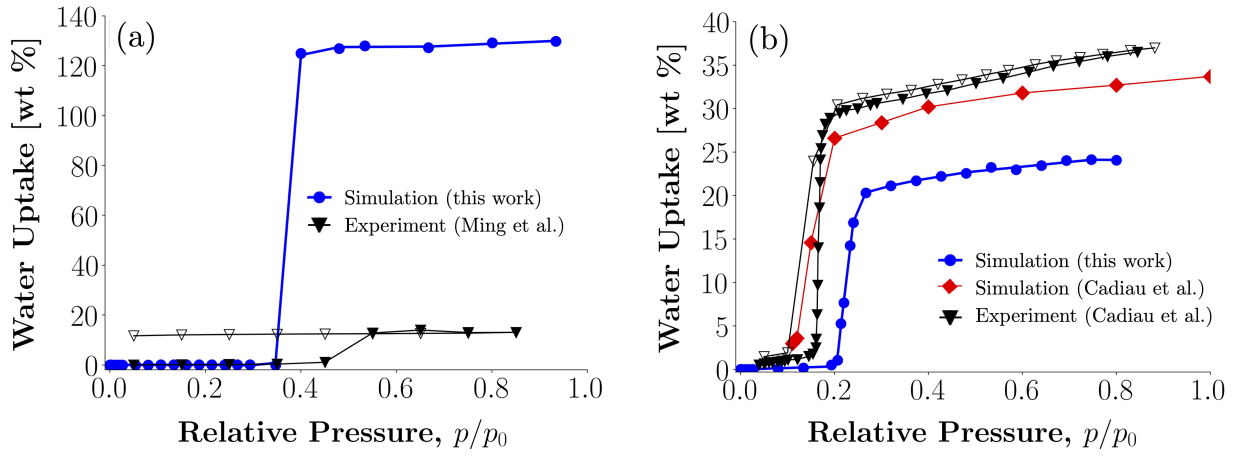 (a)
Water Uptake [wt %]
140
120
100
80
60
40
20
0
0.0 0.2 0.4 0.6 0.8 1.0
Relative Pressure, p/p₀
Simulation (this work)
Experiment (Ming et al.)
(b)
Water Uptake [wt %]
40
35
30
25
20
15
10
5
0
0.0 0.2 0.4 0.6 0.8 1.0
Relative Pressure, p/p₀
Simulation (this work)
Simulation (Cadiau et al.)
Experiment (Cadiau et al.)